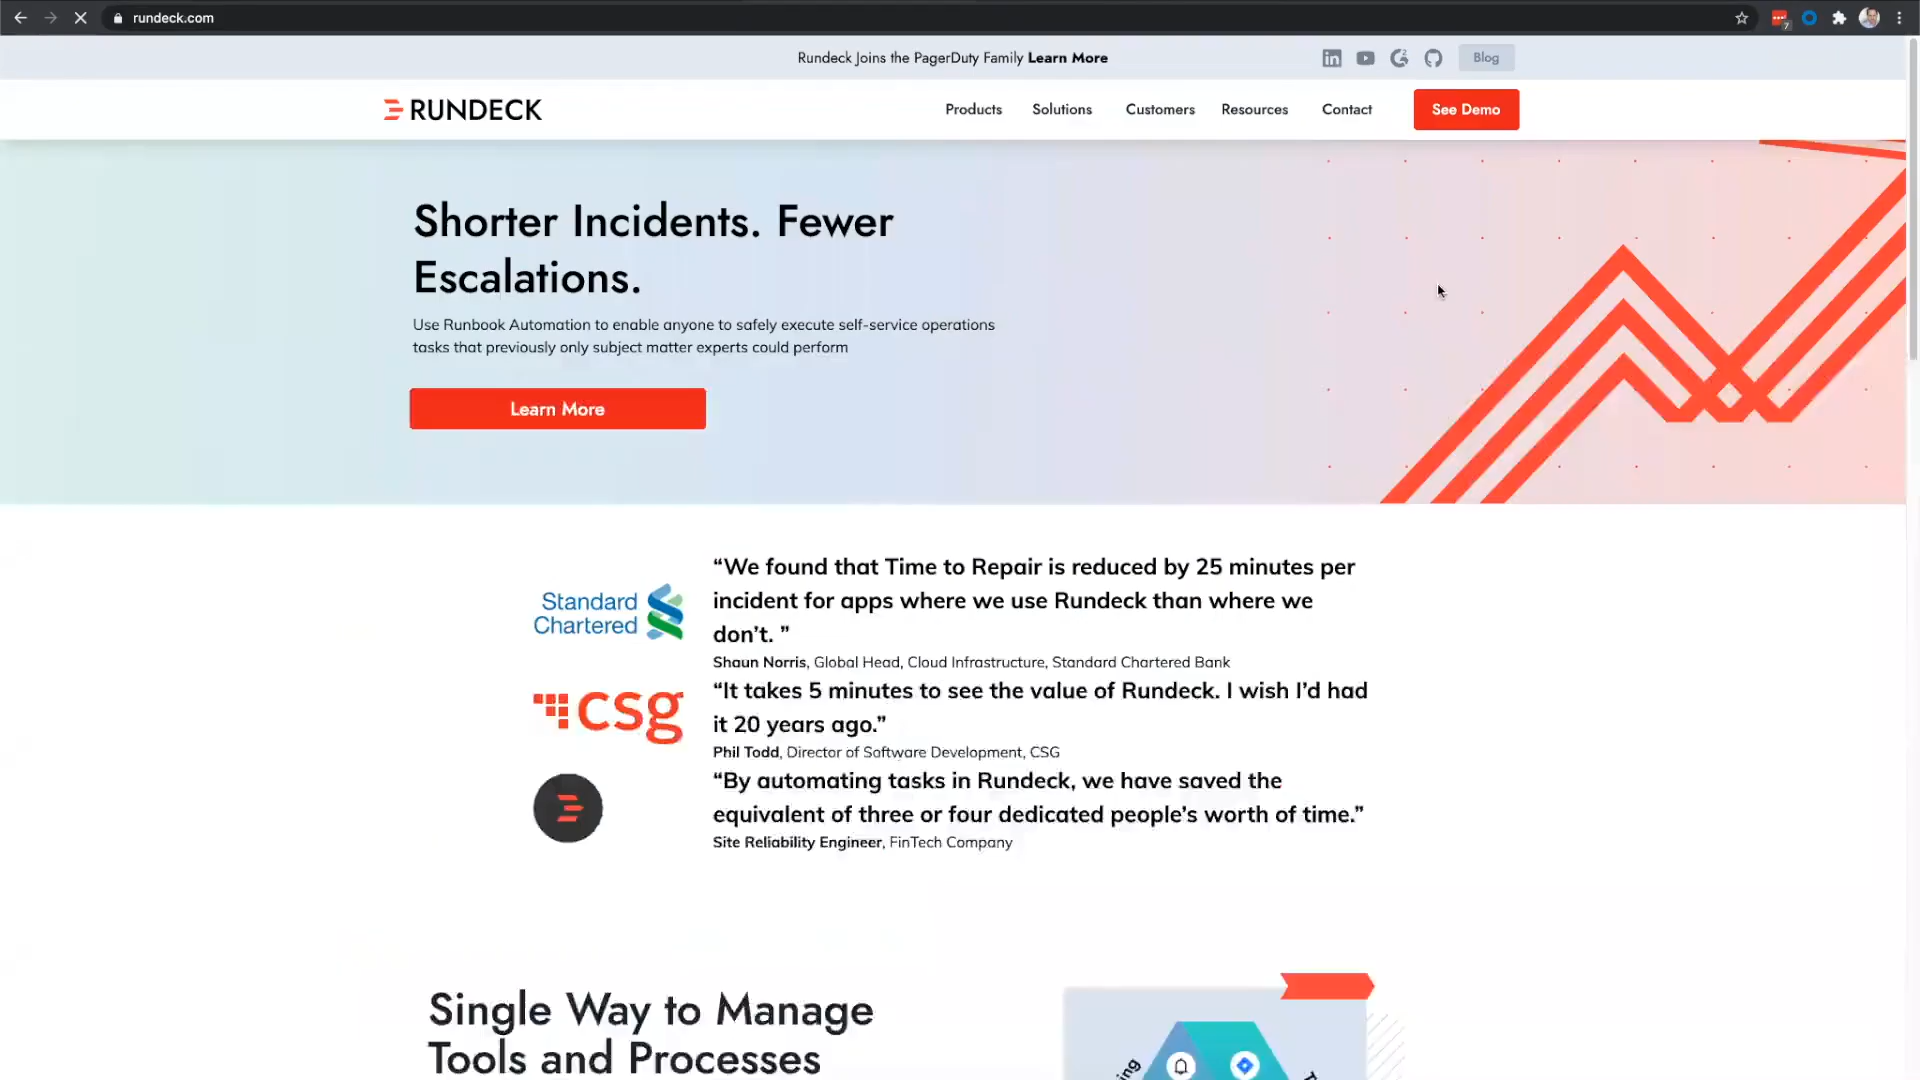 rundeck.com
7
Rundeck Joins the PagerDuty Family Learn More
Blog
RUNDECK
Products
Solutions
Customers
Resources
Contact
See Demo
Shorter Incidents. Fewer
Escalations.
Use Runbook Automation to enable anyone to safely execute self-service operations
tasks that previously only subject matter experts could perform
Learn More
Standard
Chartered
“We found that Time to Repair is reduced by 25 minutes per
incident for apps where we use Rundeck than where we
don’t. ”
Shaun Norris, Global Head, Cloud Infrastructure, Standard Chartered Bank
csg
“It takes 5 minutes to see the value of Rundeck. I wish I’d had
it 20 years ago.”
Phil Todd, Director of Software Development, CSG
“By automating tasks in Rundeck, we have saved the
equivalent of three or four dedicated people’s worth of time.”
Site Reliability Engineer, FinTech Company
Single Way to Manage
Tools and Processes